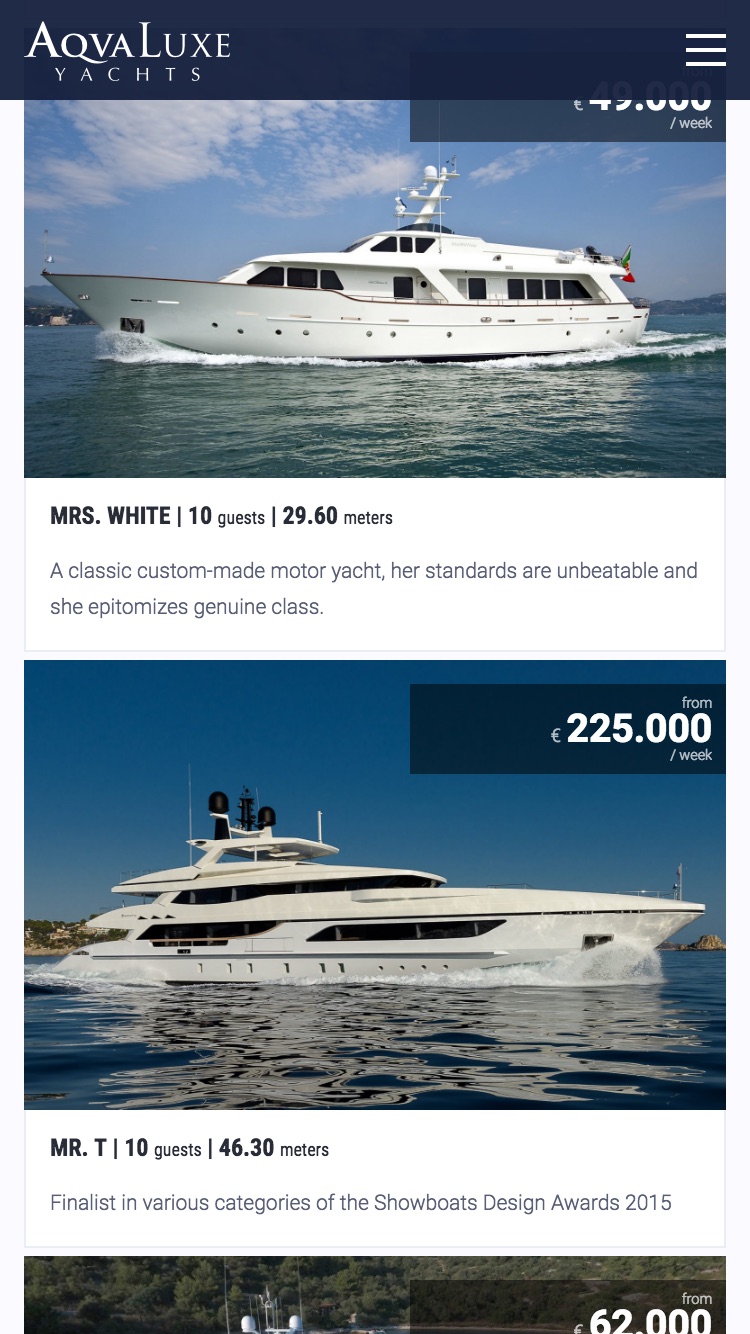 AQVALUXE
YACHTS
from
€ 49.000
/ week
MRS. WHITE | 10 guests | 29.60 meters
A classic custom-made motor yacht, her standards are unbeatable and
she epitomizes genuine class.
from
€ 225.000
/ week
MR. T | 10 guests | 46.30 meters
Finalist in various categories of the Showboats Design Awards 2015
from
€ 62.000